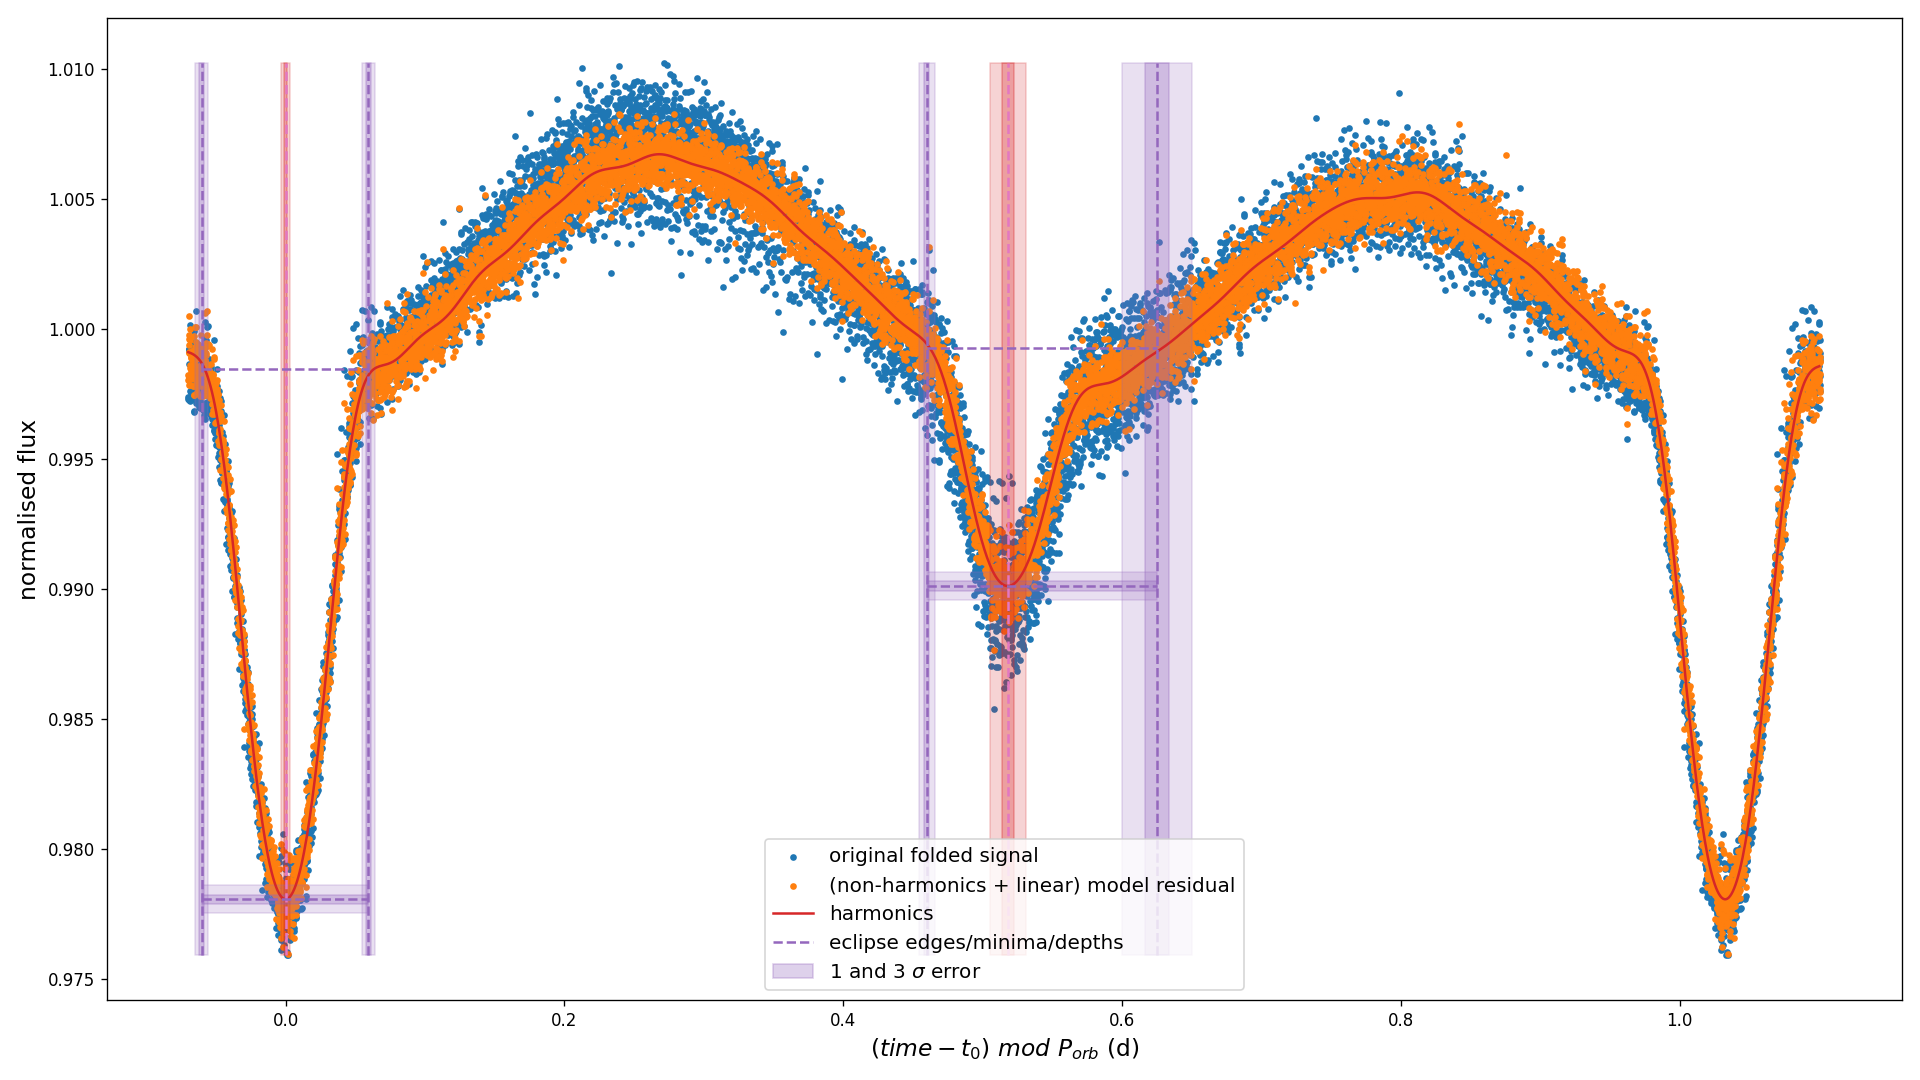 1.010
1.005
1.000
0.995
0.990
0.985
0.980
0.975
normalised flux
original folded signal
(non-harmonics + linear) model residual
harmonics
eclipse edges/minima/depths
1 and 3 σ error
0.0 0.2 0.4 0.6 0.8 1.0
(time − t₀) mod P_orb (d)